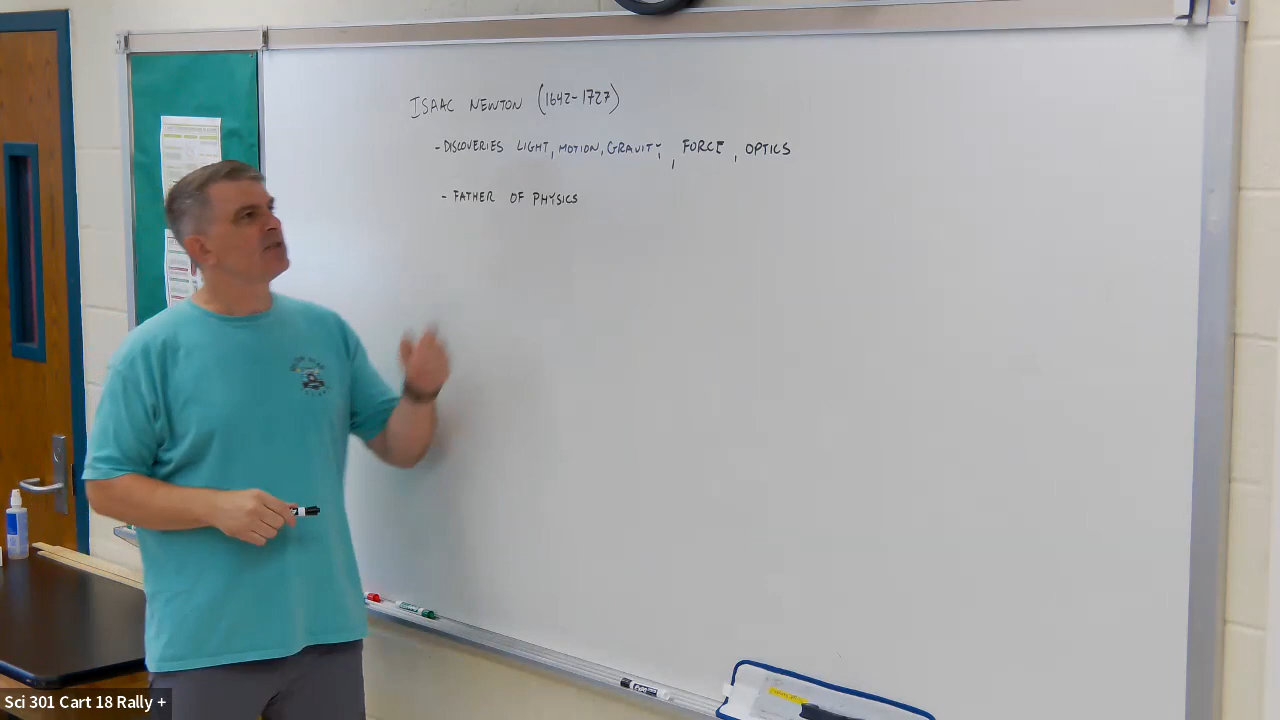 ISAAC NEWTON (1642-1727)
- DISCOVERIES LIGHT, MOTION, GRAVITY, , FORCE , OPTICS
- FATHER OF PHYSICS
Sci 301 Cart 18 Rally +